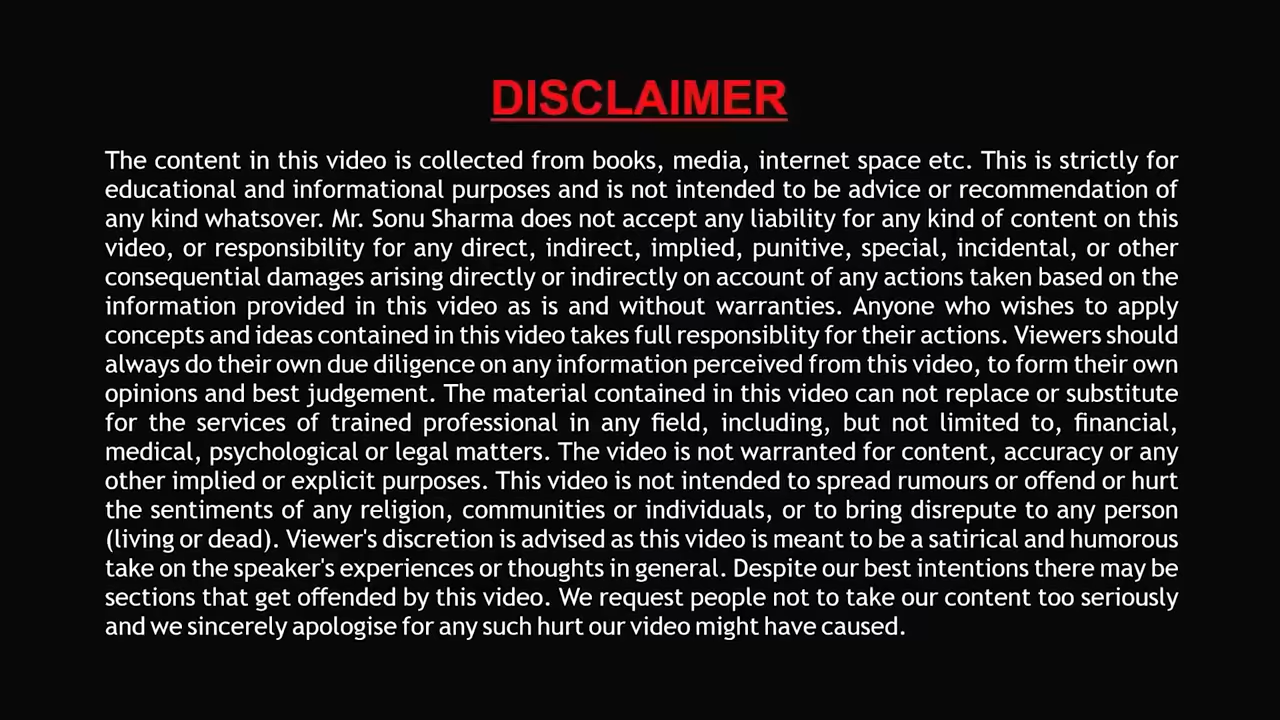 DISCLAIMER
The content in this video is collected from books, media, internet space etc. This is strictly for
educational and informational purposes and is not intended to be advice or recommendation of
any kind whatsover. Mr. Sonu Sharma does not accept any liability for any kind of content on this
video, or responsibility for any direct, indirect, implied, punitive, special, incidental, or other
consequential damages arising directly or indirectly on account of any actions taken based on the
information provided in this video as is and without warranties. Anyone who wishes to apply
concepts and ideas contained in this video takes full responsiblity for their actions. Viewers should
always do their own due diligence on any information perceived from this video, to form their own
opinions and best judgement. The material contained in this video can not replace or substitute
for the services of trained professional in any field, including, but not limited to, financial,
medical, psychological or legal matters. The video is not warranted for content, accuracy or any
other implied or explicit purposes. This video is not intended to spread rumours or offend or hurt
the sentiments of any religion, communities or individuals, or to bring disrepute to any person
(living or dead). Viewer's discretion is advised as this video is meant to be a satirical and humorous
take on the speaker's experiences or thoughts in general. Despite our best intentions there may be
sections that get offended by this video. We request people not to take our content too seriously
and we sincerely apologise for any such hurt our video might have caused.